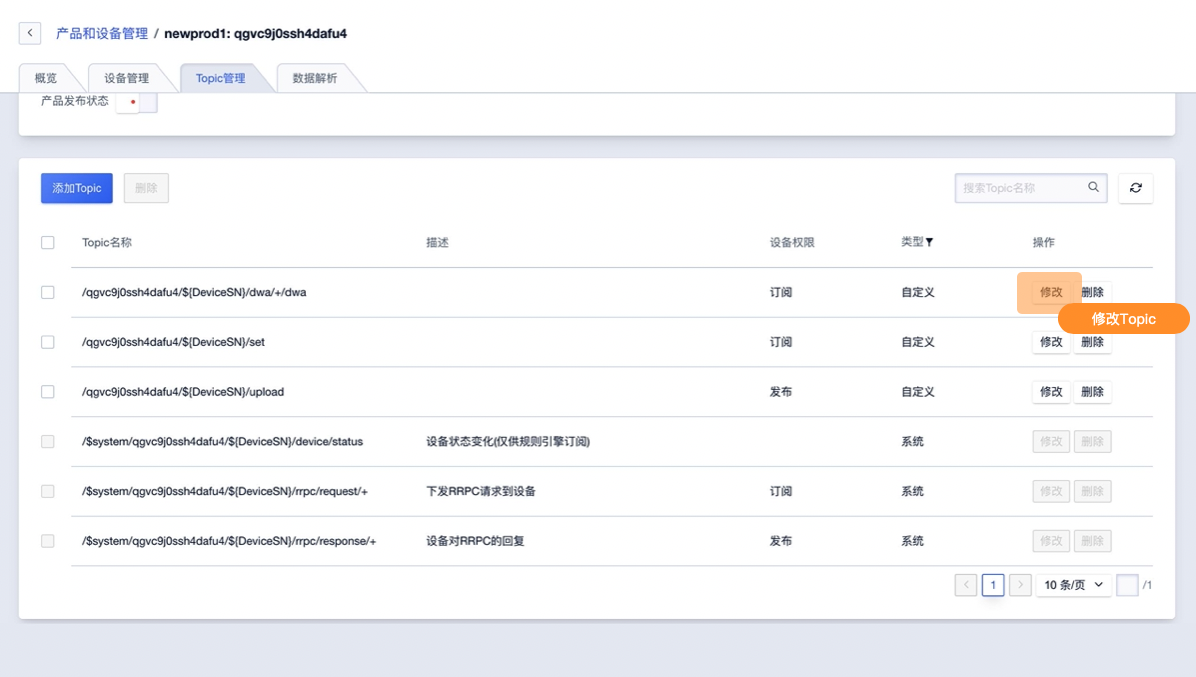 产品和设备管理 / newprod1: qgvc9j0ssh4dafu4
概览 设备管理 Topic管理 数据解析
产品发布状态
添加Topic 删除 搜索Topic名称
Topic名称 描述 设备权限 类型 操作
/qgvc9j0ssh4dafu4/${DeviceSN}/dwa/+/dwa 订阅 自定义 修改 删除
修改Topic
/qgvc9j0ssh4dafu4/${DeviceSN}/set 订阅 自定义 修改 删除
/qgvc9j0ssh4dafu4/${DeviceSN}/upload 发布 自定义 修改 删除
/$system/qgvc9j0ssh4dafu4/${DeviceSN}/device/status 设备状态变化(仅供规则引擎订阅) 系统 修改 删除
/$system/qgvc9j0ssh4dafu4/${DeviceSN}/rrpc/request/+ 下发RRPC请求到设备 订阅 系统 修改 删除
/$system/qgvc9j0ssh4dafu4/${DeviceSN}/rrpc/response/+ 设备对RRPC的回复 发布 系统 修改 删除
1 10 条/页 /1